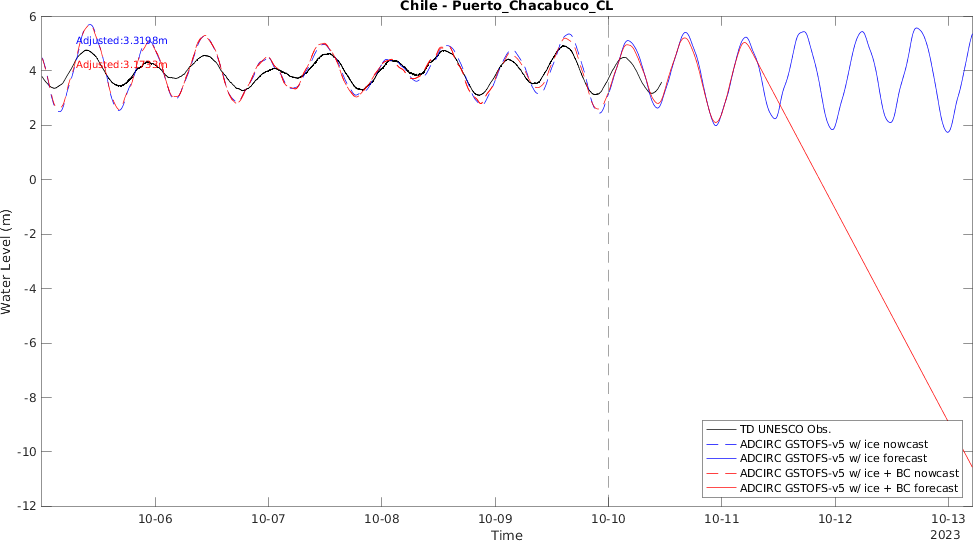 Chile - Puerto_Chacabuco_CL
6
4
2
0
-2
-4
-6
-8
-10
-12
Water Level (m)
Adjusted:3.3198m
TD UNESCO Obs.
ADCIRC GSTOFS-v5 w/ ice nowcast
ADCIRC GSTOFS-v5 w/ ice forecast
ADCIRC GSTOFS-v5 w/ ice + BC nowcast
ADCIRC GSTOFS-v5 w/ ice + BC forecast
10-06 10-07 10-08 10-09 10-10 10-11 10-12 10-13
2023
Time